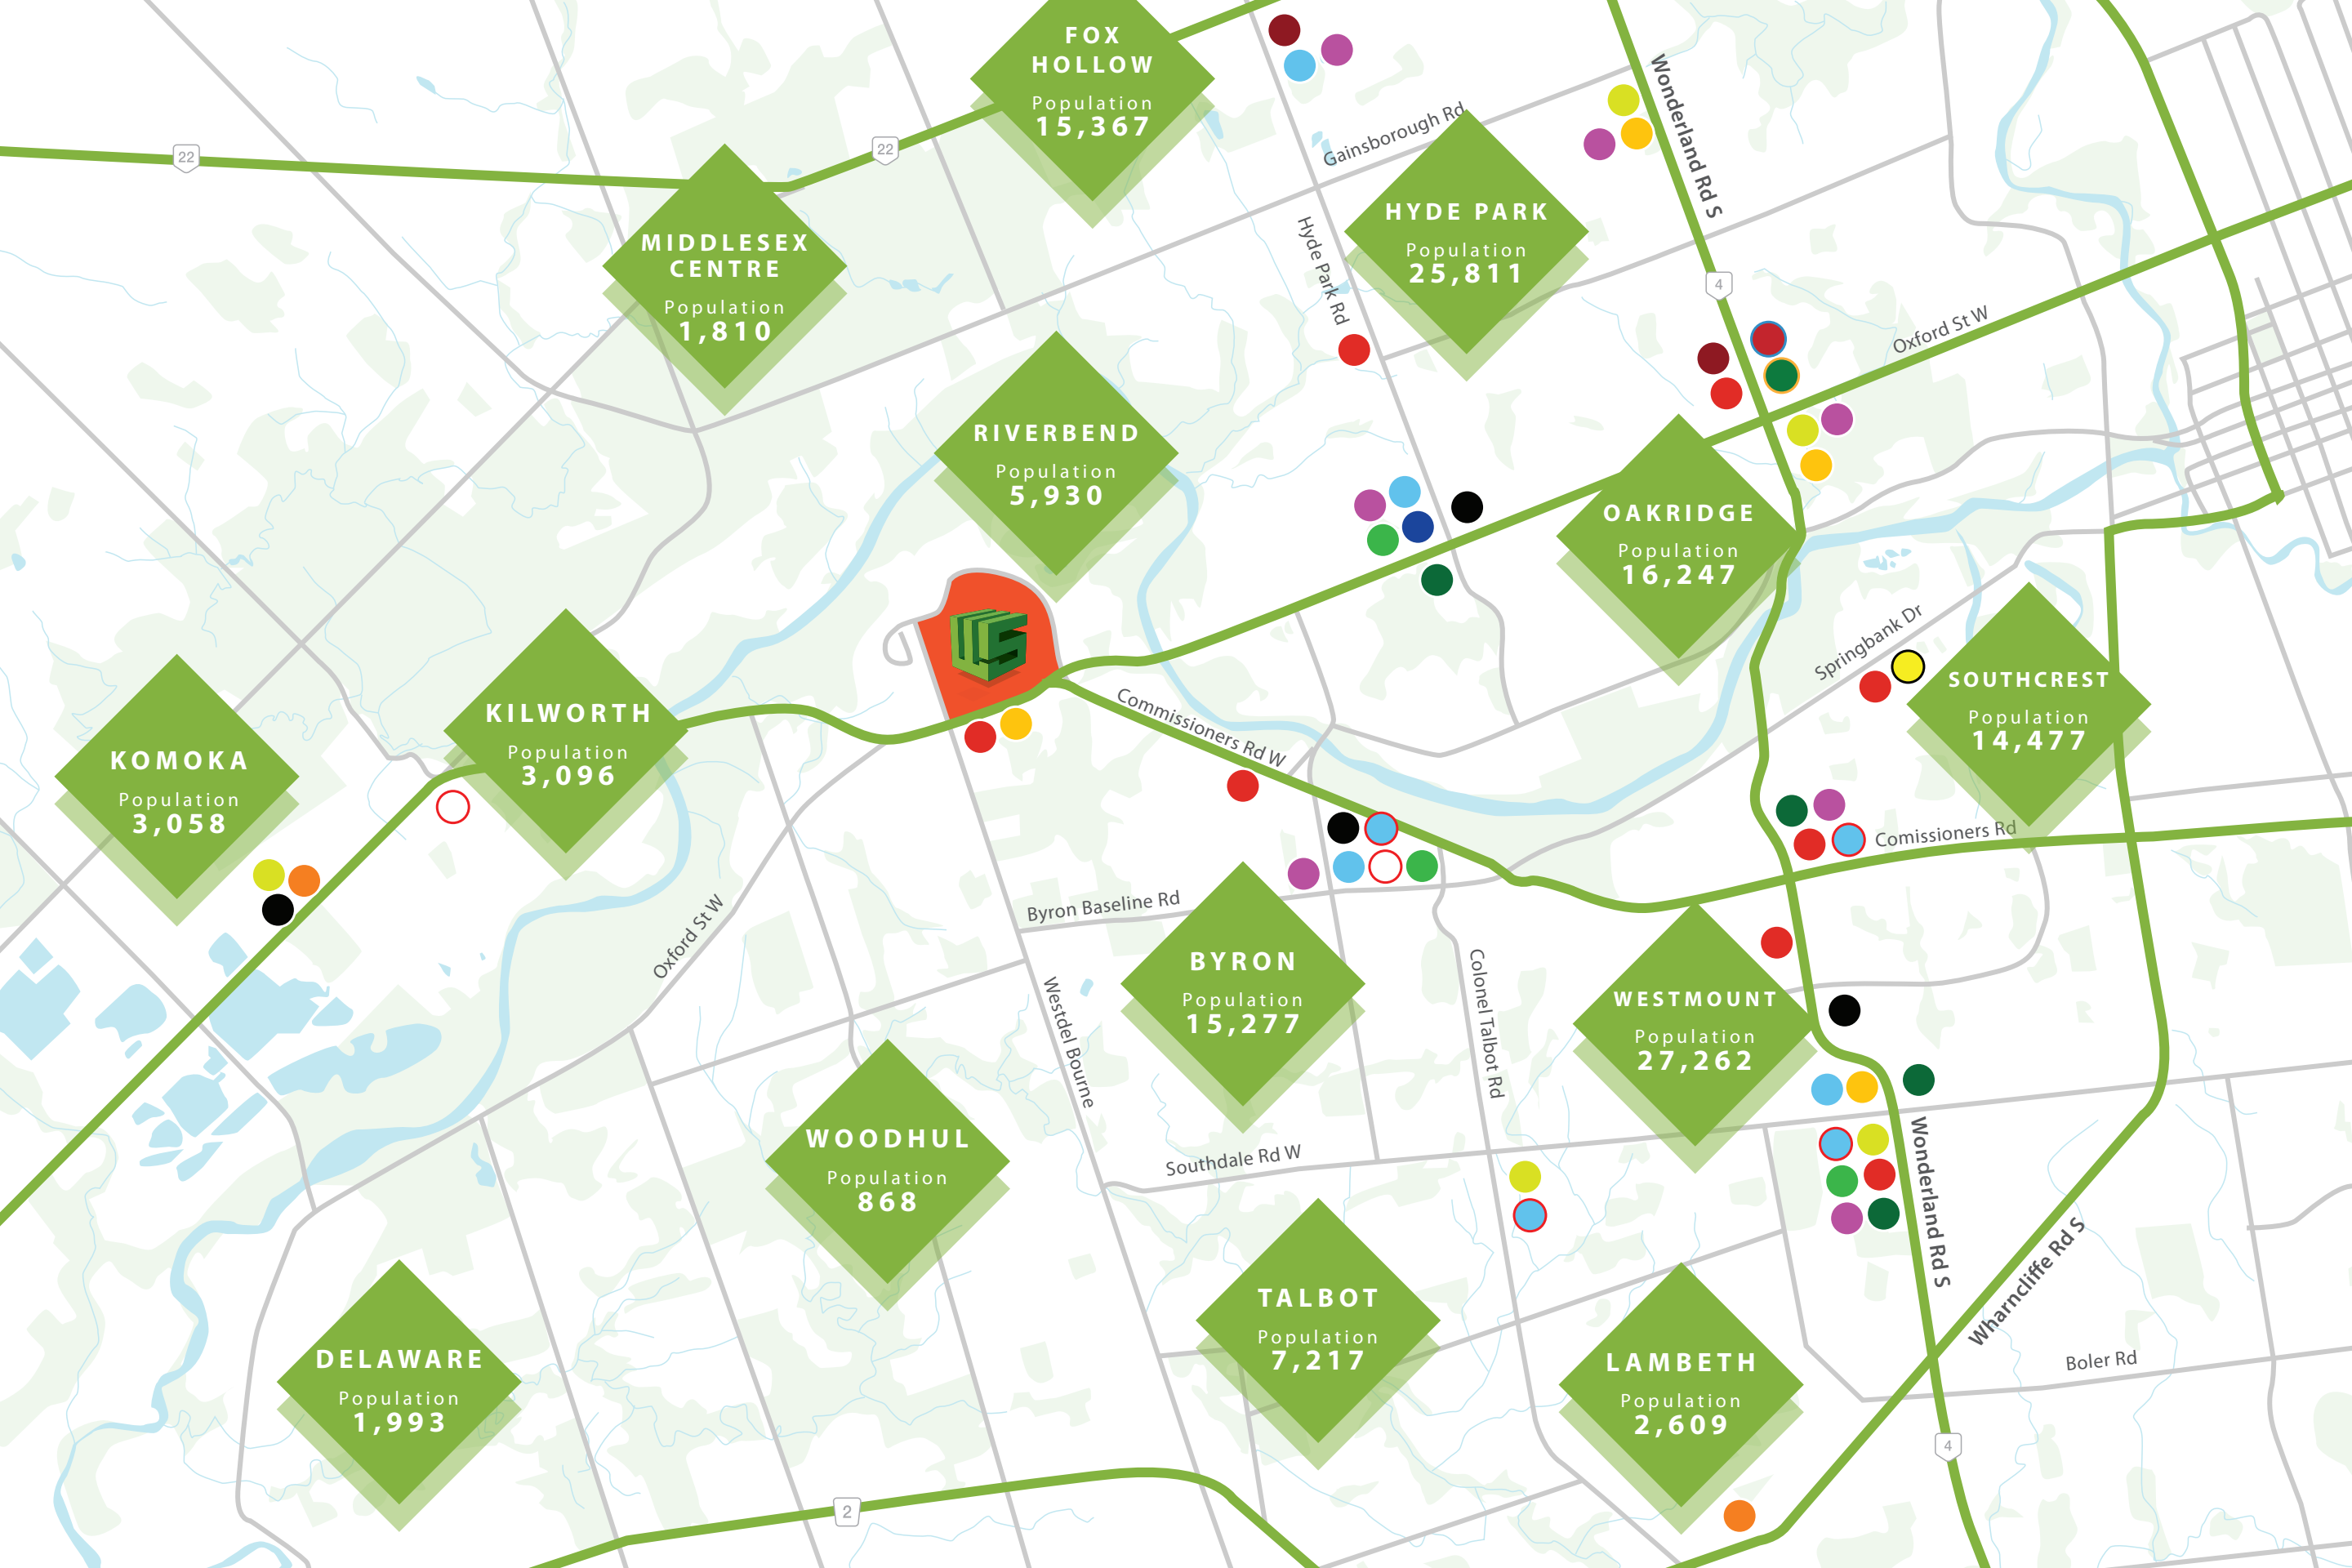 FOX
HOLLOW
Population
15,367
Gainsborough Rd
Wonderland Rd S
22
22
HYDE PARK
Population
25,811
MIDDLESEX
CENTRE
Population
1,810
Hyde Park Rd
4
Oxford St W
RIVERBEND
Population
5,930
OAKRIDGE
Population
16,247
Springbank Dr
SOUTHCREST
Population
14,477
KILWORTH
Population
3,096
KOMOKA
Population
3,058
Commissioners Rd W
Comissioners Rd
Byron Baseline Rd
Oxford St W
BYRON
Population
15,277
Westdel Bourne
Colonel Talbot Rd
WESTMOUNT
Population
27,262
WOODHUL
Population
868
Southdale Rd W
Wonderland Rd S
Wharncliffe Rd S
TALBOT
Population
7,217
DELAWARE
Population
1,993
LAMBETH
Population
2,609
Boler Rd
4
2